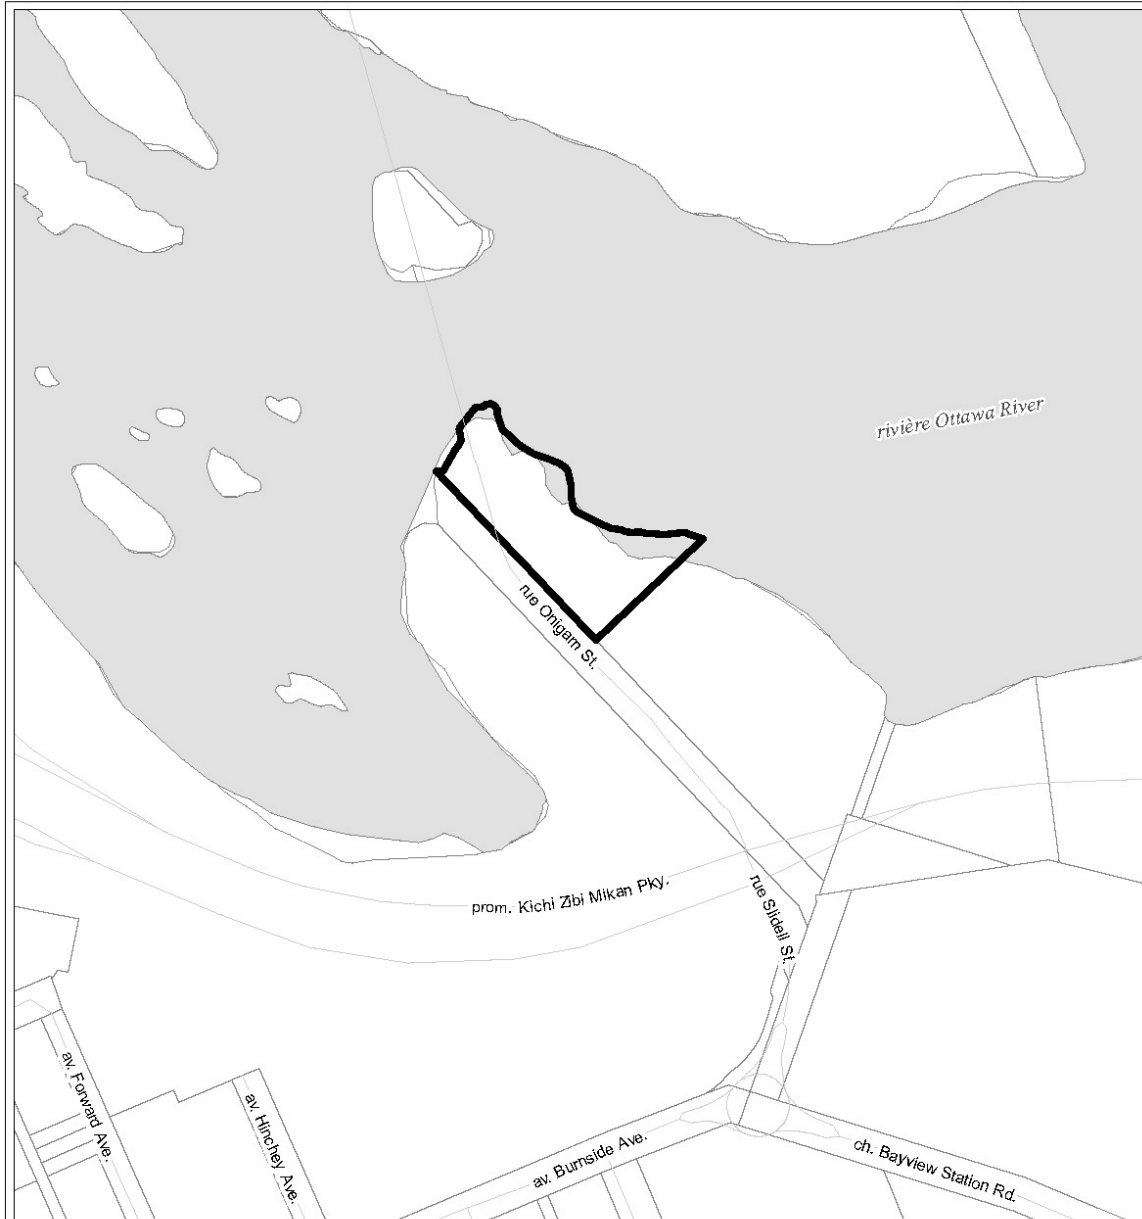 rivière Ottawa River
rue Onigam St.
prom. Kichi Zibi Mikan Pky.
rue Slidell St.
av. Forward Ave.
av. Hinchey Ave.
av. Burnside Ave.
ch. Bayview Station Rd.